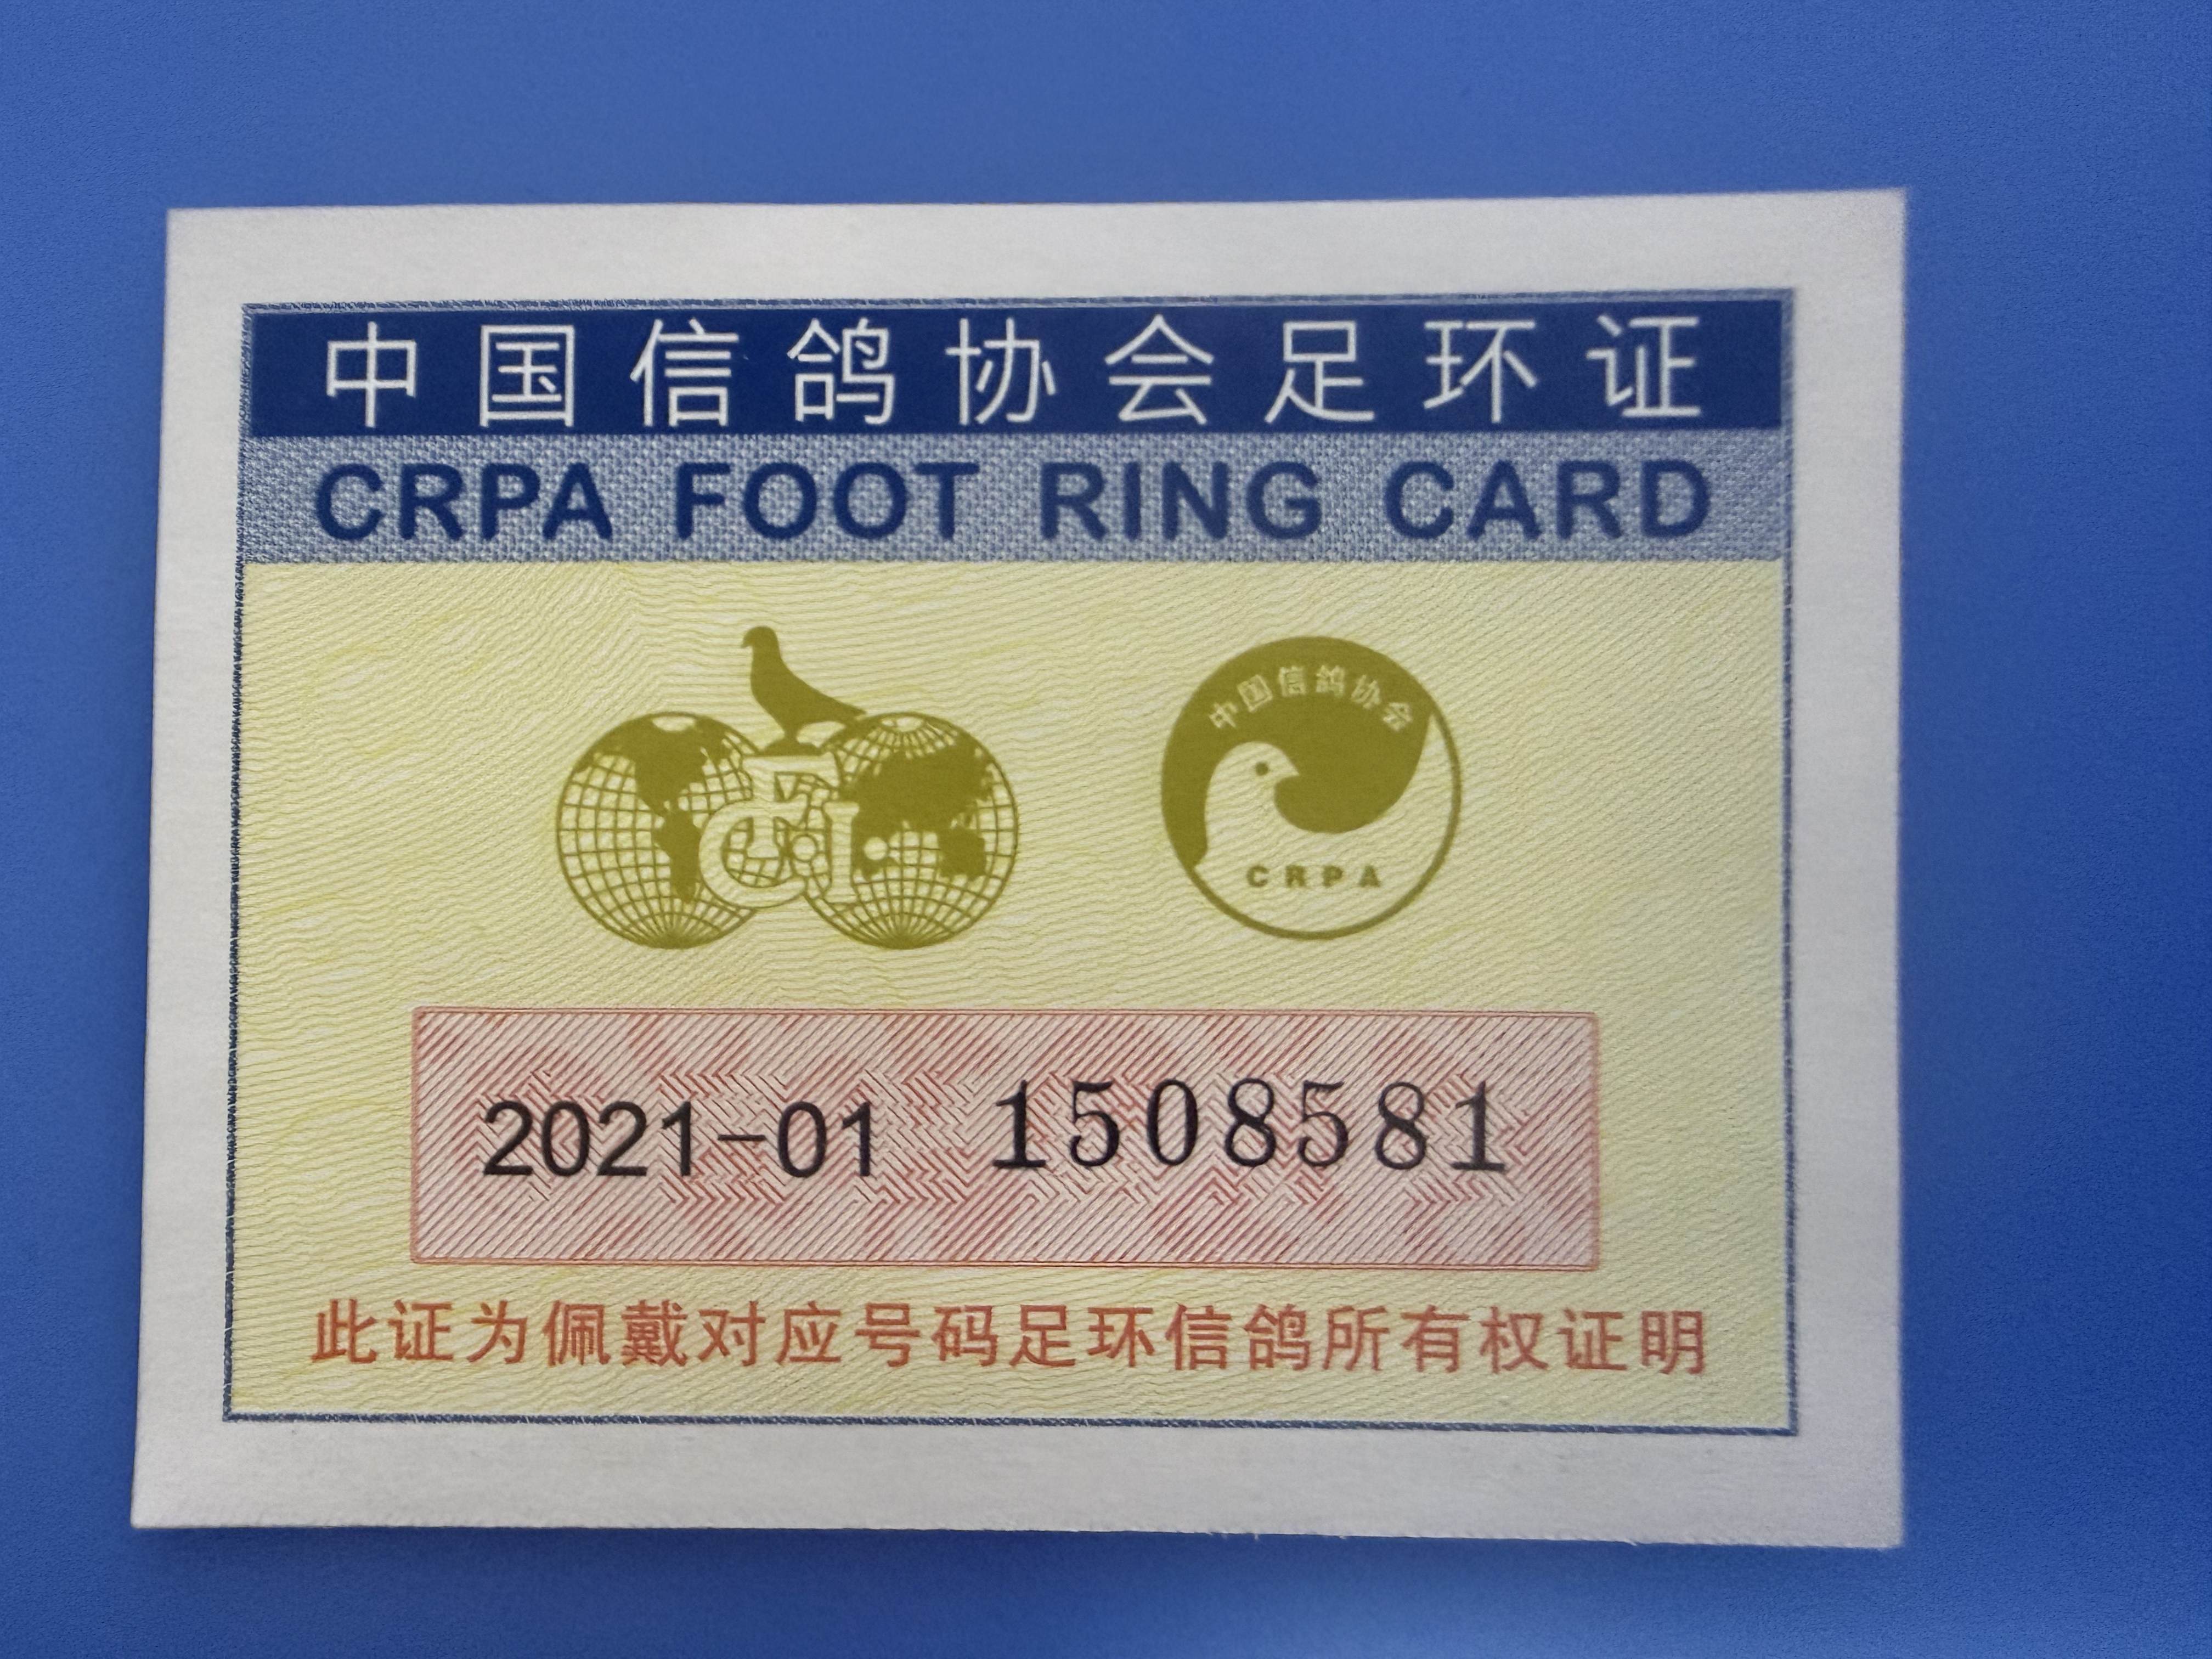 中国信鸽协会足环证
CRPA FOOT RING CARD
FCI
中国信鸽协会
CRPA
2021-01 1508581
此证为佩戴对应号码足环信鸽所有权证明